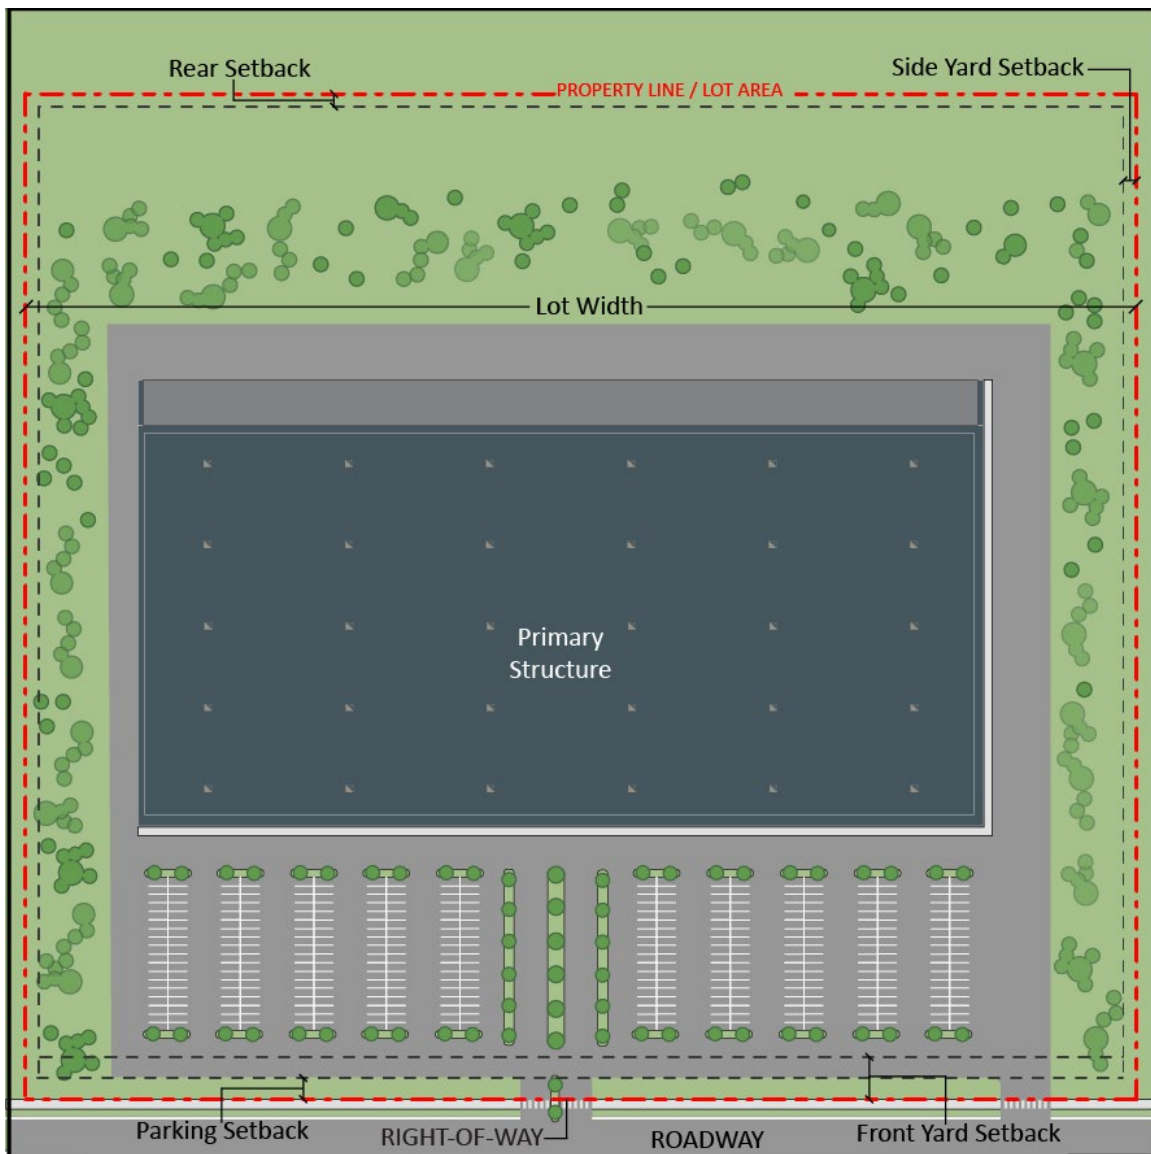 Rear Setback
Side Yard Setback
PROPERTY LINE / LOT AREA
Lot Width
Primary
Structure
Parking Setback
RIGHT-OF-WAY
ROADWAY
Front Yard Setback